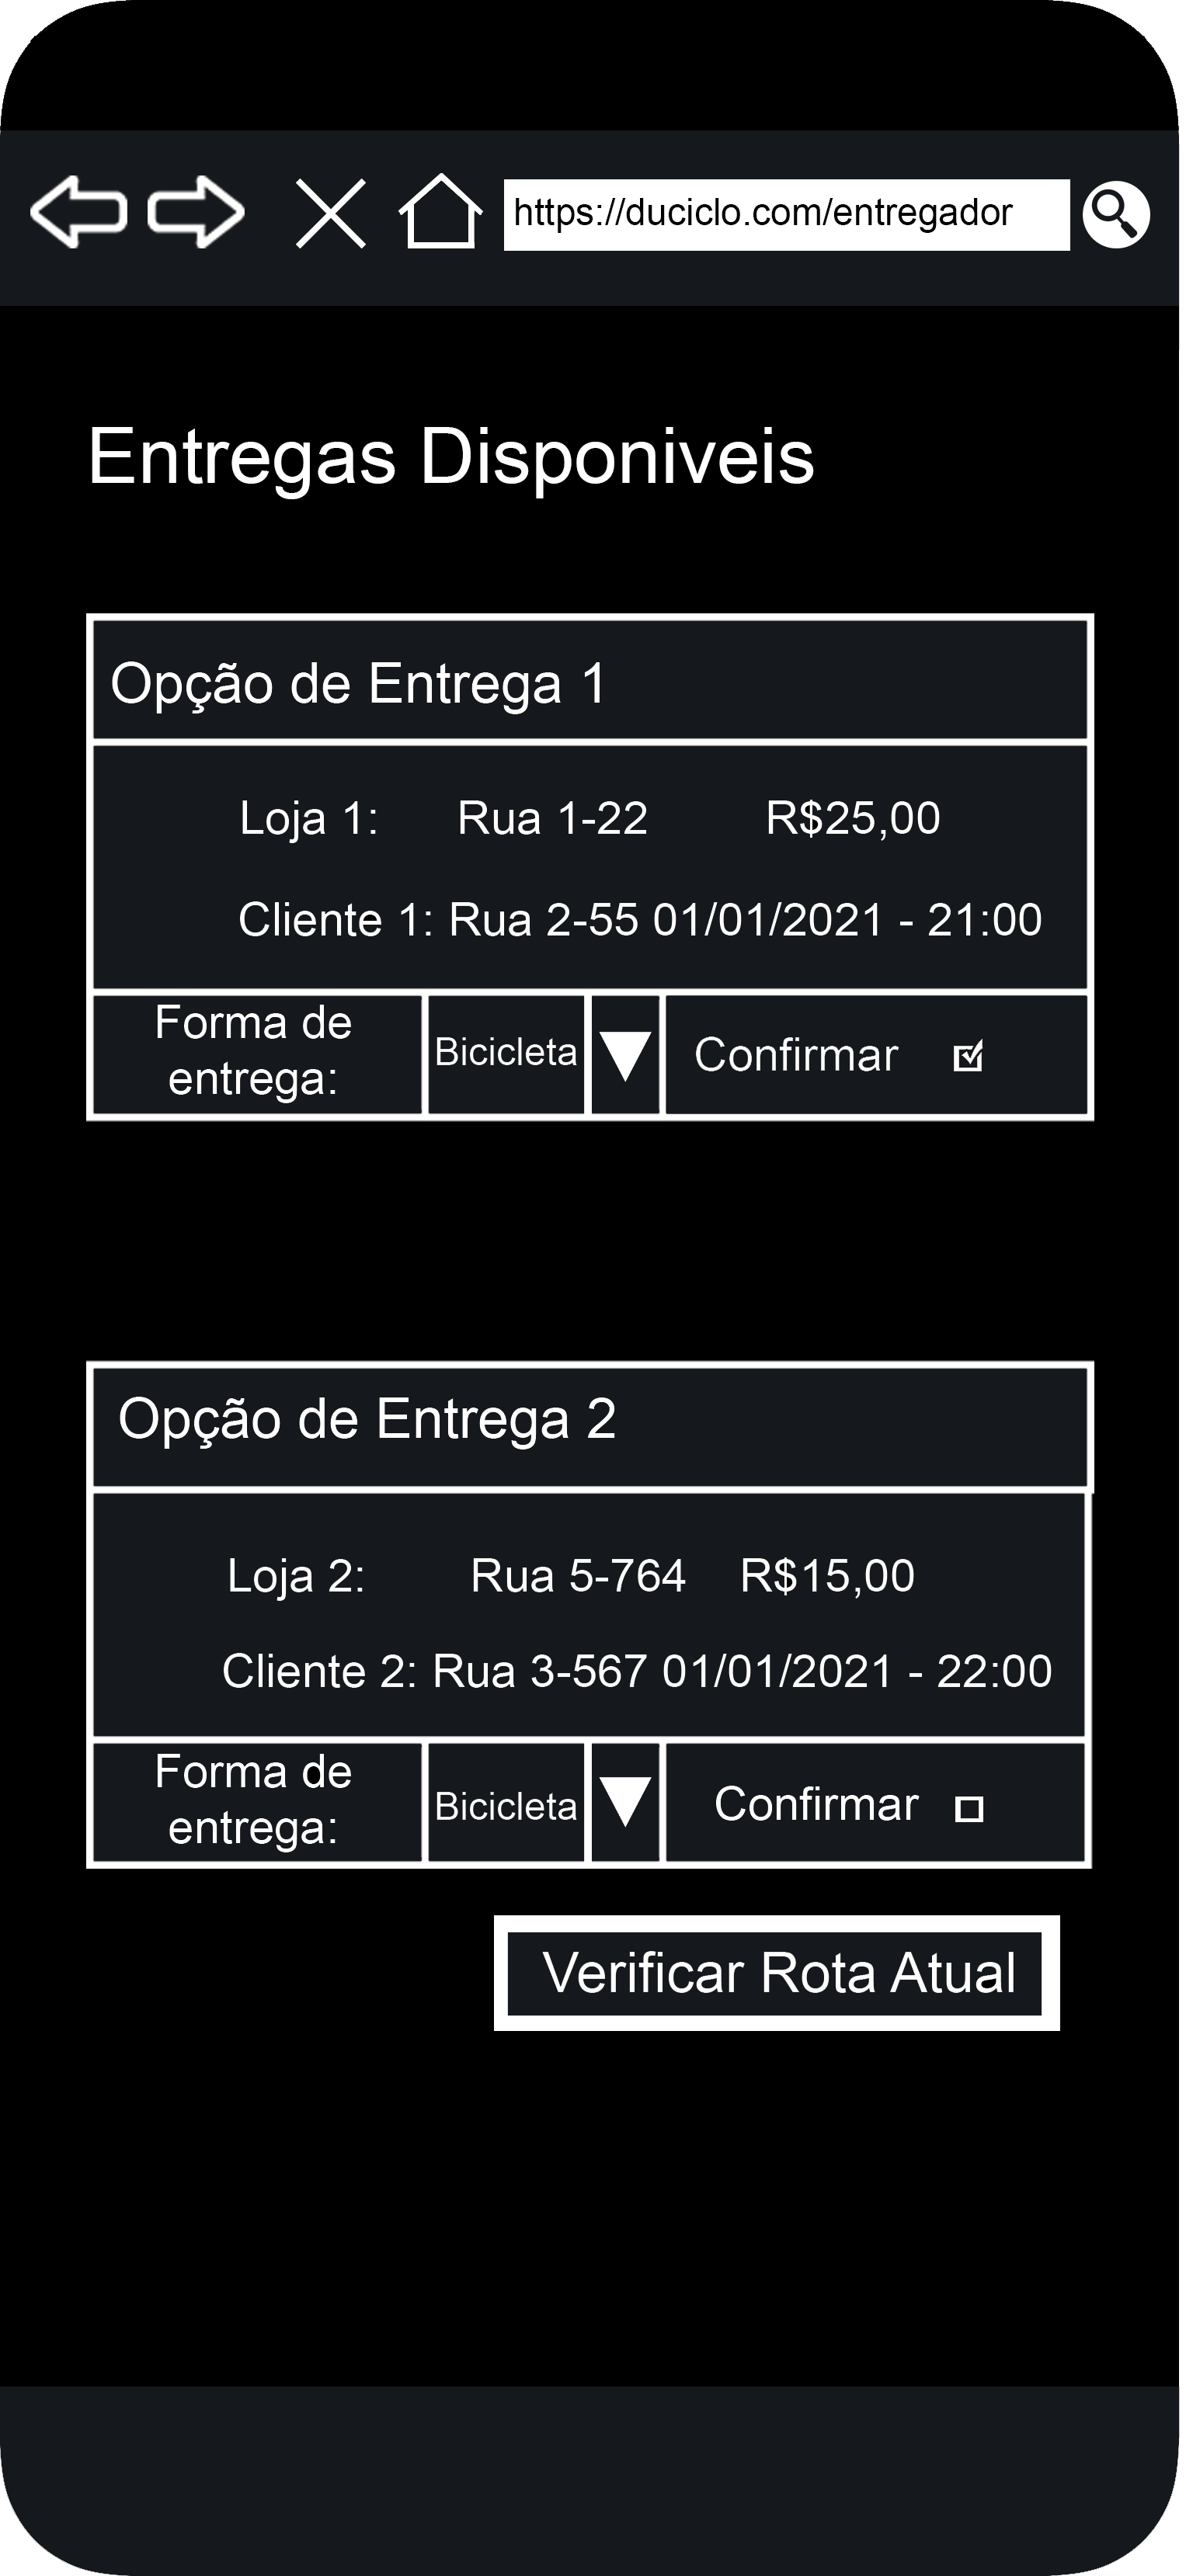 https://duciclo.com/entregador
Entregas Disponiveis
Opção de Entrega 1
Loja 1: Rua 1-22 R$25,00
Cliente 1: Rua 2-55 01/01/2021 - 21:00
Forma de
entrega:
Bicicleta
Confirmar
Opção de Entrega 2
Loja 2: Rua 5-764 R$15,00
Cliente 2: Rua 3-567 01/01/2021 - 22:00
Forma de
entrega:
Bicicleta
Confirmar
Verificar Rota Atual